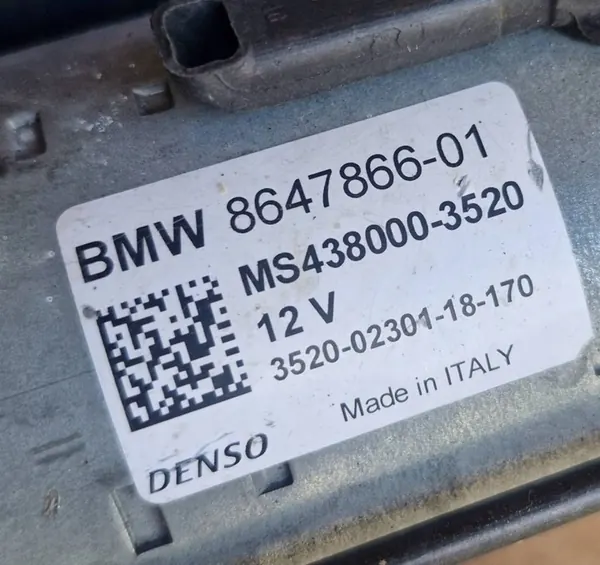 BMW 8647866-01
MS438000-3520
12 V
3520-02301-18-170
Made in ITALY
DENSO